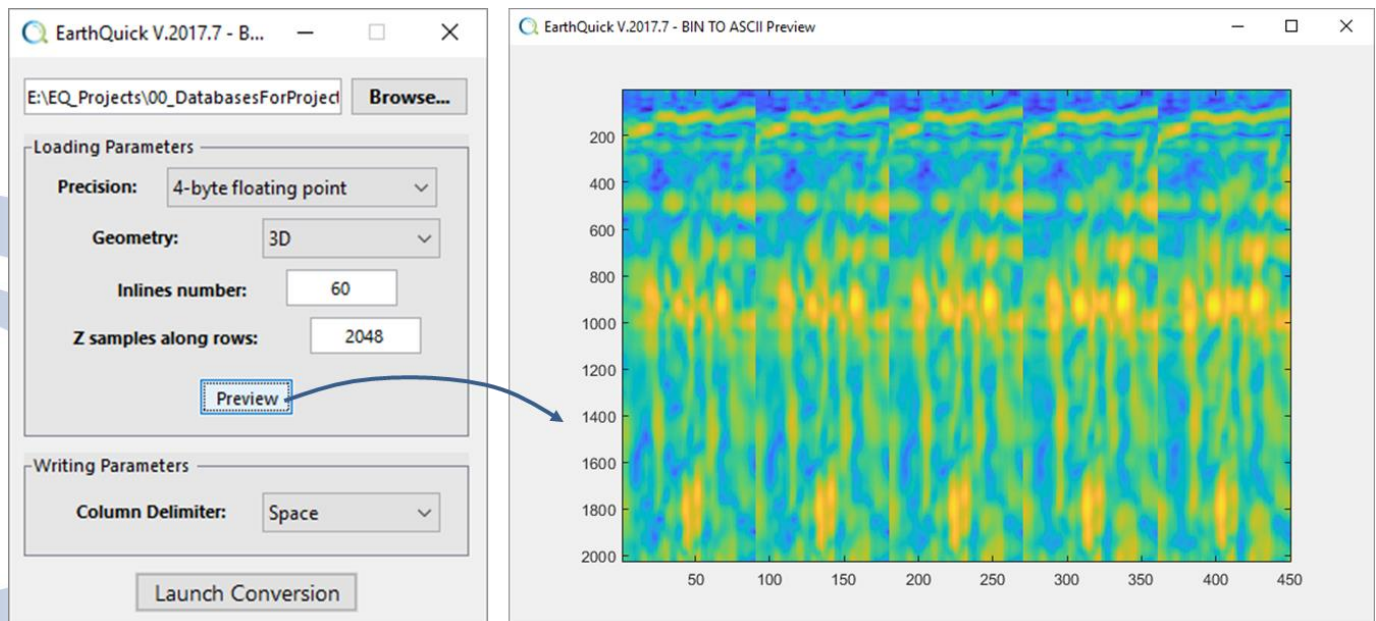 EarthQuick V.2017.7 - B...
E:\EQ_Projects\00_DatabasesForProject
Browse...
Loading Parameters
Precision: 4-byte floating point
Geometry: 3D
Inlines number: 60
Z samples along rows: 2048
Preview
Writing Parameters
Column Delimiter: Space
Launch Conversion
EarthQuick V.2017.7 - BIN TO ASCII Preview
200
400
600
800
1000
1200
1400
1600
1800
2000
50 100 150 200 250 300 350 400 450